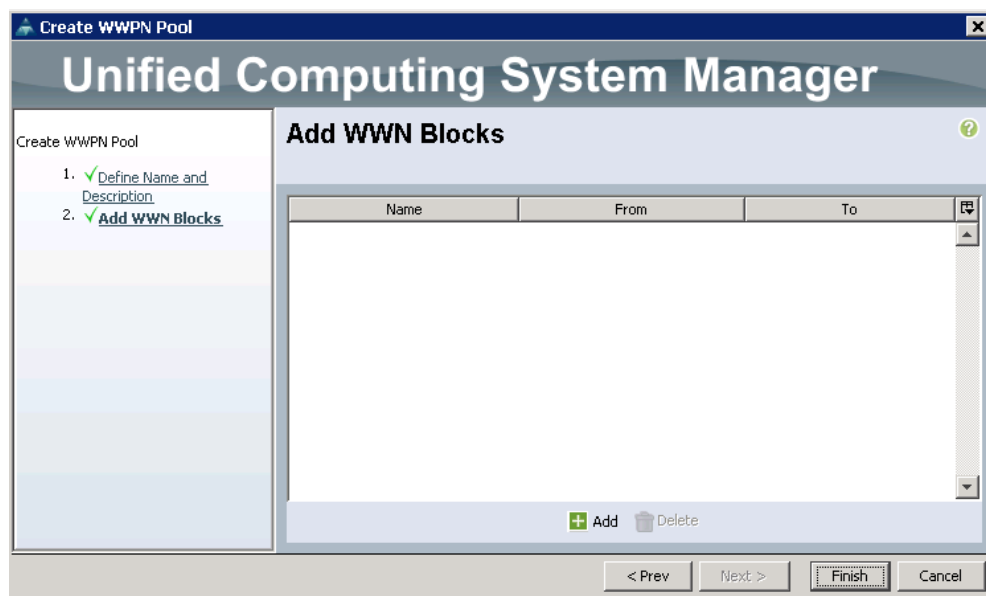 Create WWPN Pool
Unified Computing System Manager
Create WWPN Pool
1. Define Name and
Description
2. Add WWN Blocks
Add WWN Blocks
?
Name From To
Add Delete
< Prev Next > Finish Cancel